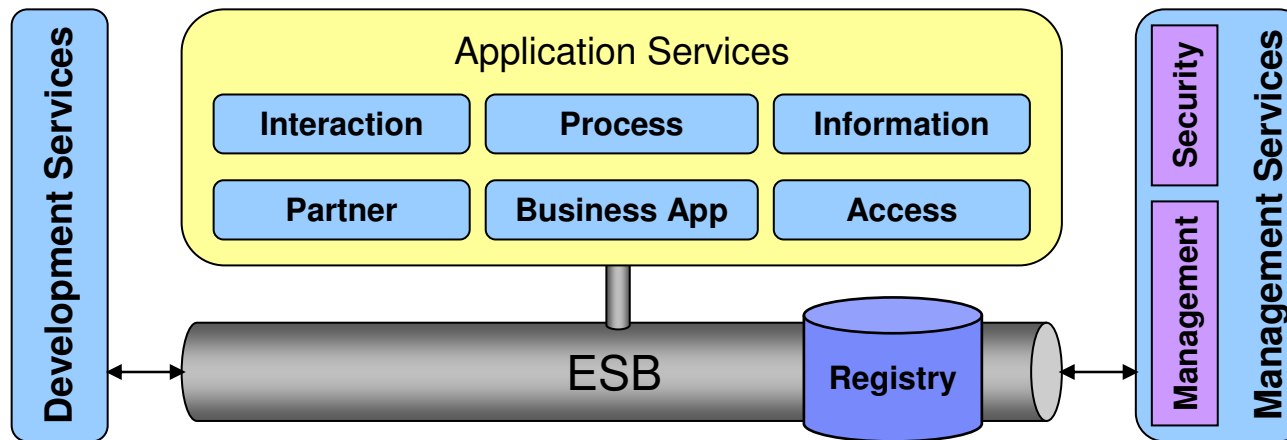 Development Services
Application Services
Interaction
Process
Information
Partner
Business App
Access
ESB
Registry
Security
Management
Management Services